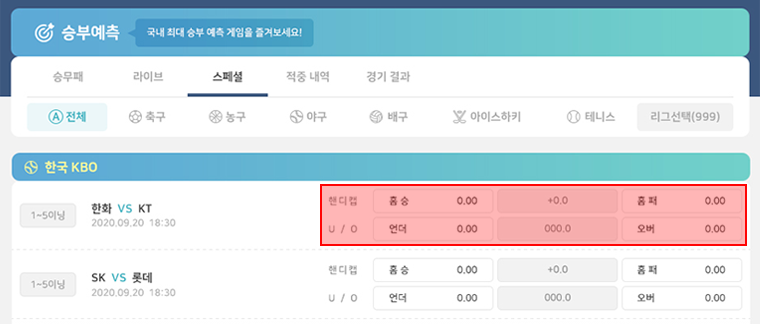 승부예측 국내 최대 승부 예측 게임을 즐겨보세요!
승무패 라이브 스페셜 적중 내역 경기 결과
A 전체 축구 농구 야구 배구 아이스하키 테니스 리그선택(999)
한국 KBO
1~5이닝
한화 VS KT
2020.09.20 18:30
핸디캡 홈 승 0.00 +0.0 홈 패 0.00
U / O 언더 0.00 000.0 오버 0.00
1~5이닝
SK VS 롯데
2020.09.20 18:30
핸디캡 홈 승 0.00 +0.0 홈 패 0.00
U / O 언더 0.00 000.0 오버 0.00